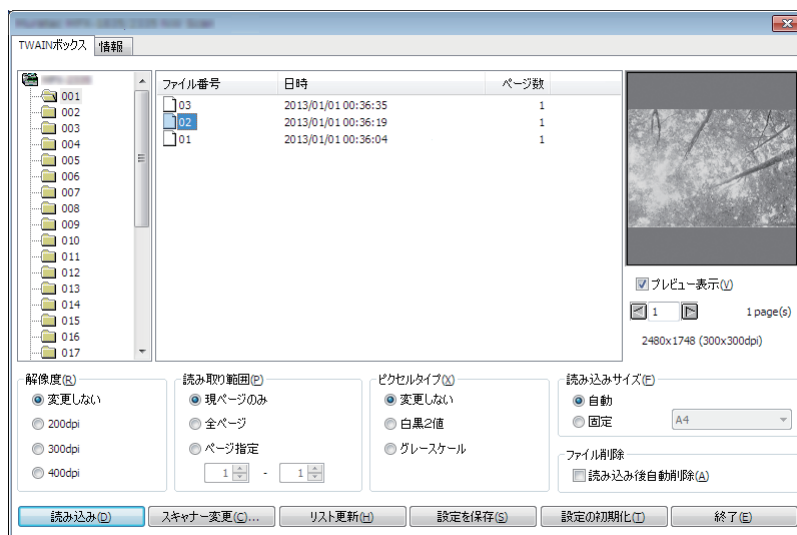 TWAINボックス 情報
001
002
003
004
005
006
007
008
009
010
011
012
013
014
015
016
017
ファイル番号 日時 ページ数
03 2013/01/01 00:36:35 1
02 2013/01/01 00:36:19 1
01 2013/01/01 00:36:04 1
プレビュー表示(V)
1 1 page(s)
2480x1748 (300x300dpi)
解像度(R)
変更しない
200dpi
300dpi
400dpi
読み取り範囲(P)
現ページのみ
全ページ
ページ指定
1 - 1
ピクセルタイプ(X)
変更しない
白黒2値
グレースケール
読み込みサイズ(F)
自動
固定 A4
ファイル削除
読み込み後自動削除(A)
読み込み(D) スキャナー変更(C)... リスト更新(H) 設定を保存(S) 設定の初期化(T) 終了(E)